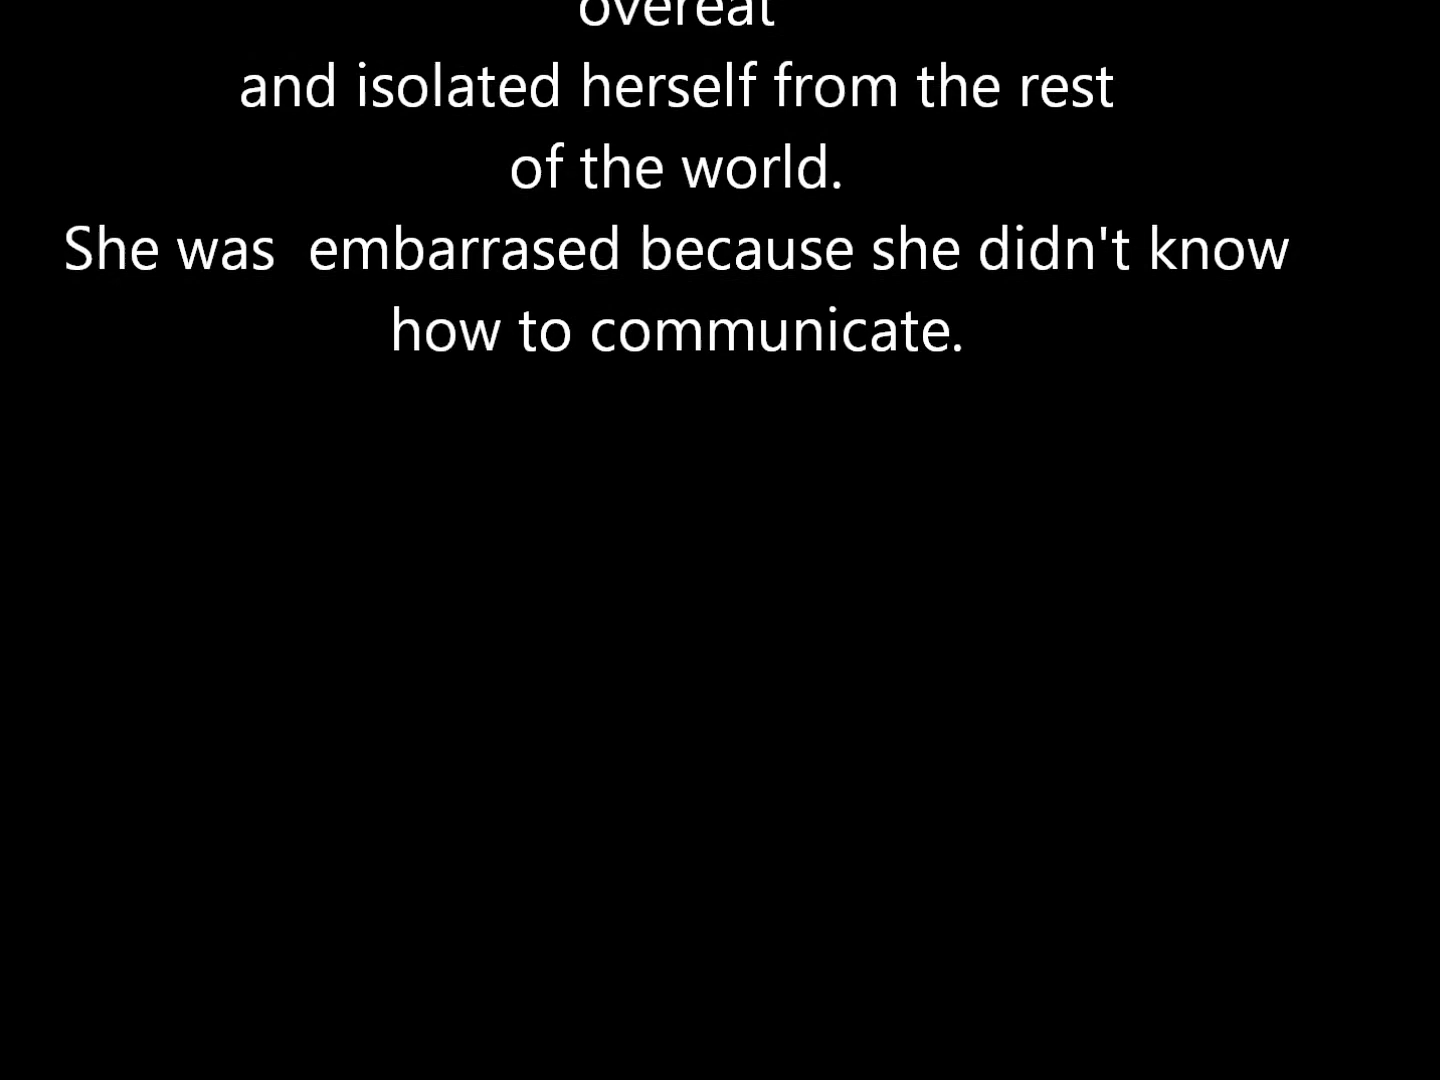 overeat
and isolated herself from the rest
of the world.
She was  embarrased because she didn't know
how to communicate.